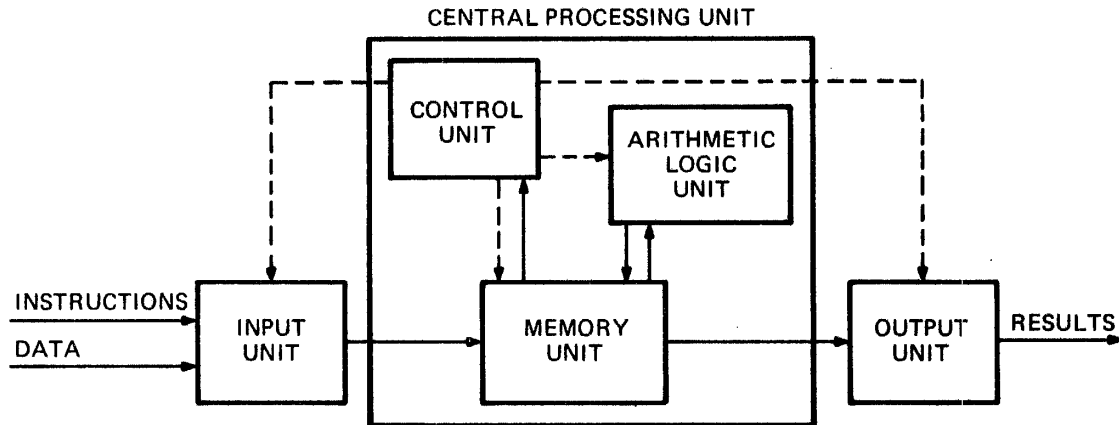 CENTRAL PROCESSING UNIT
CONTROL
UNIT
ARITHMETIC
LOGIC
UNIT
INSTRUCTIONS
DATA
INPUT
UNIT
MEMORY
UNIT
OUTPUT
UNIT
RESULTS